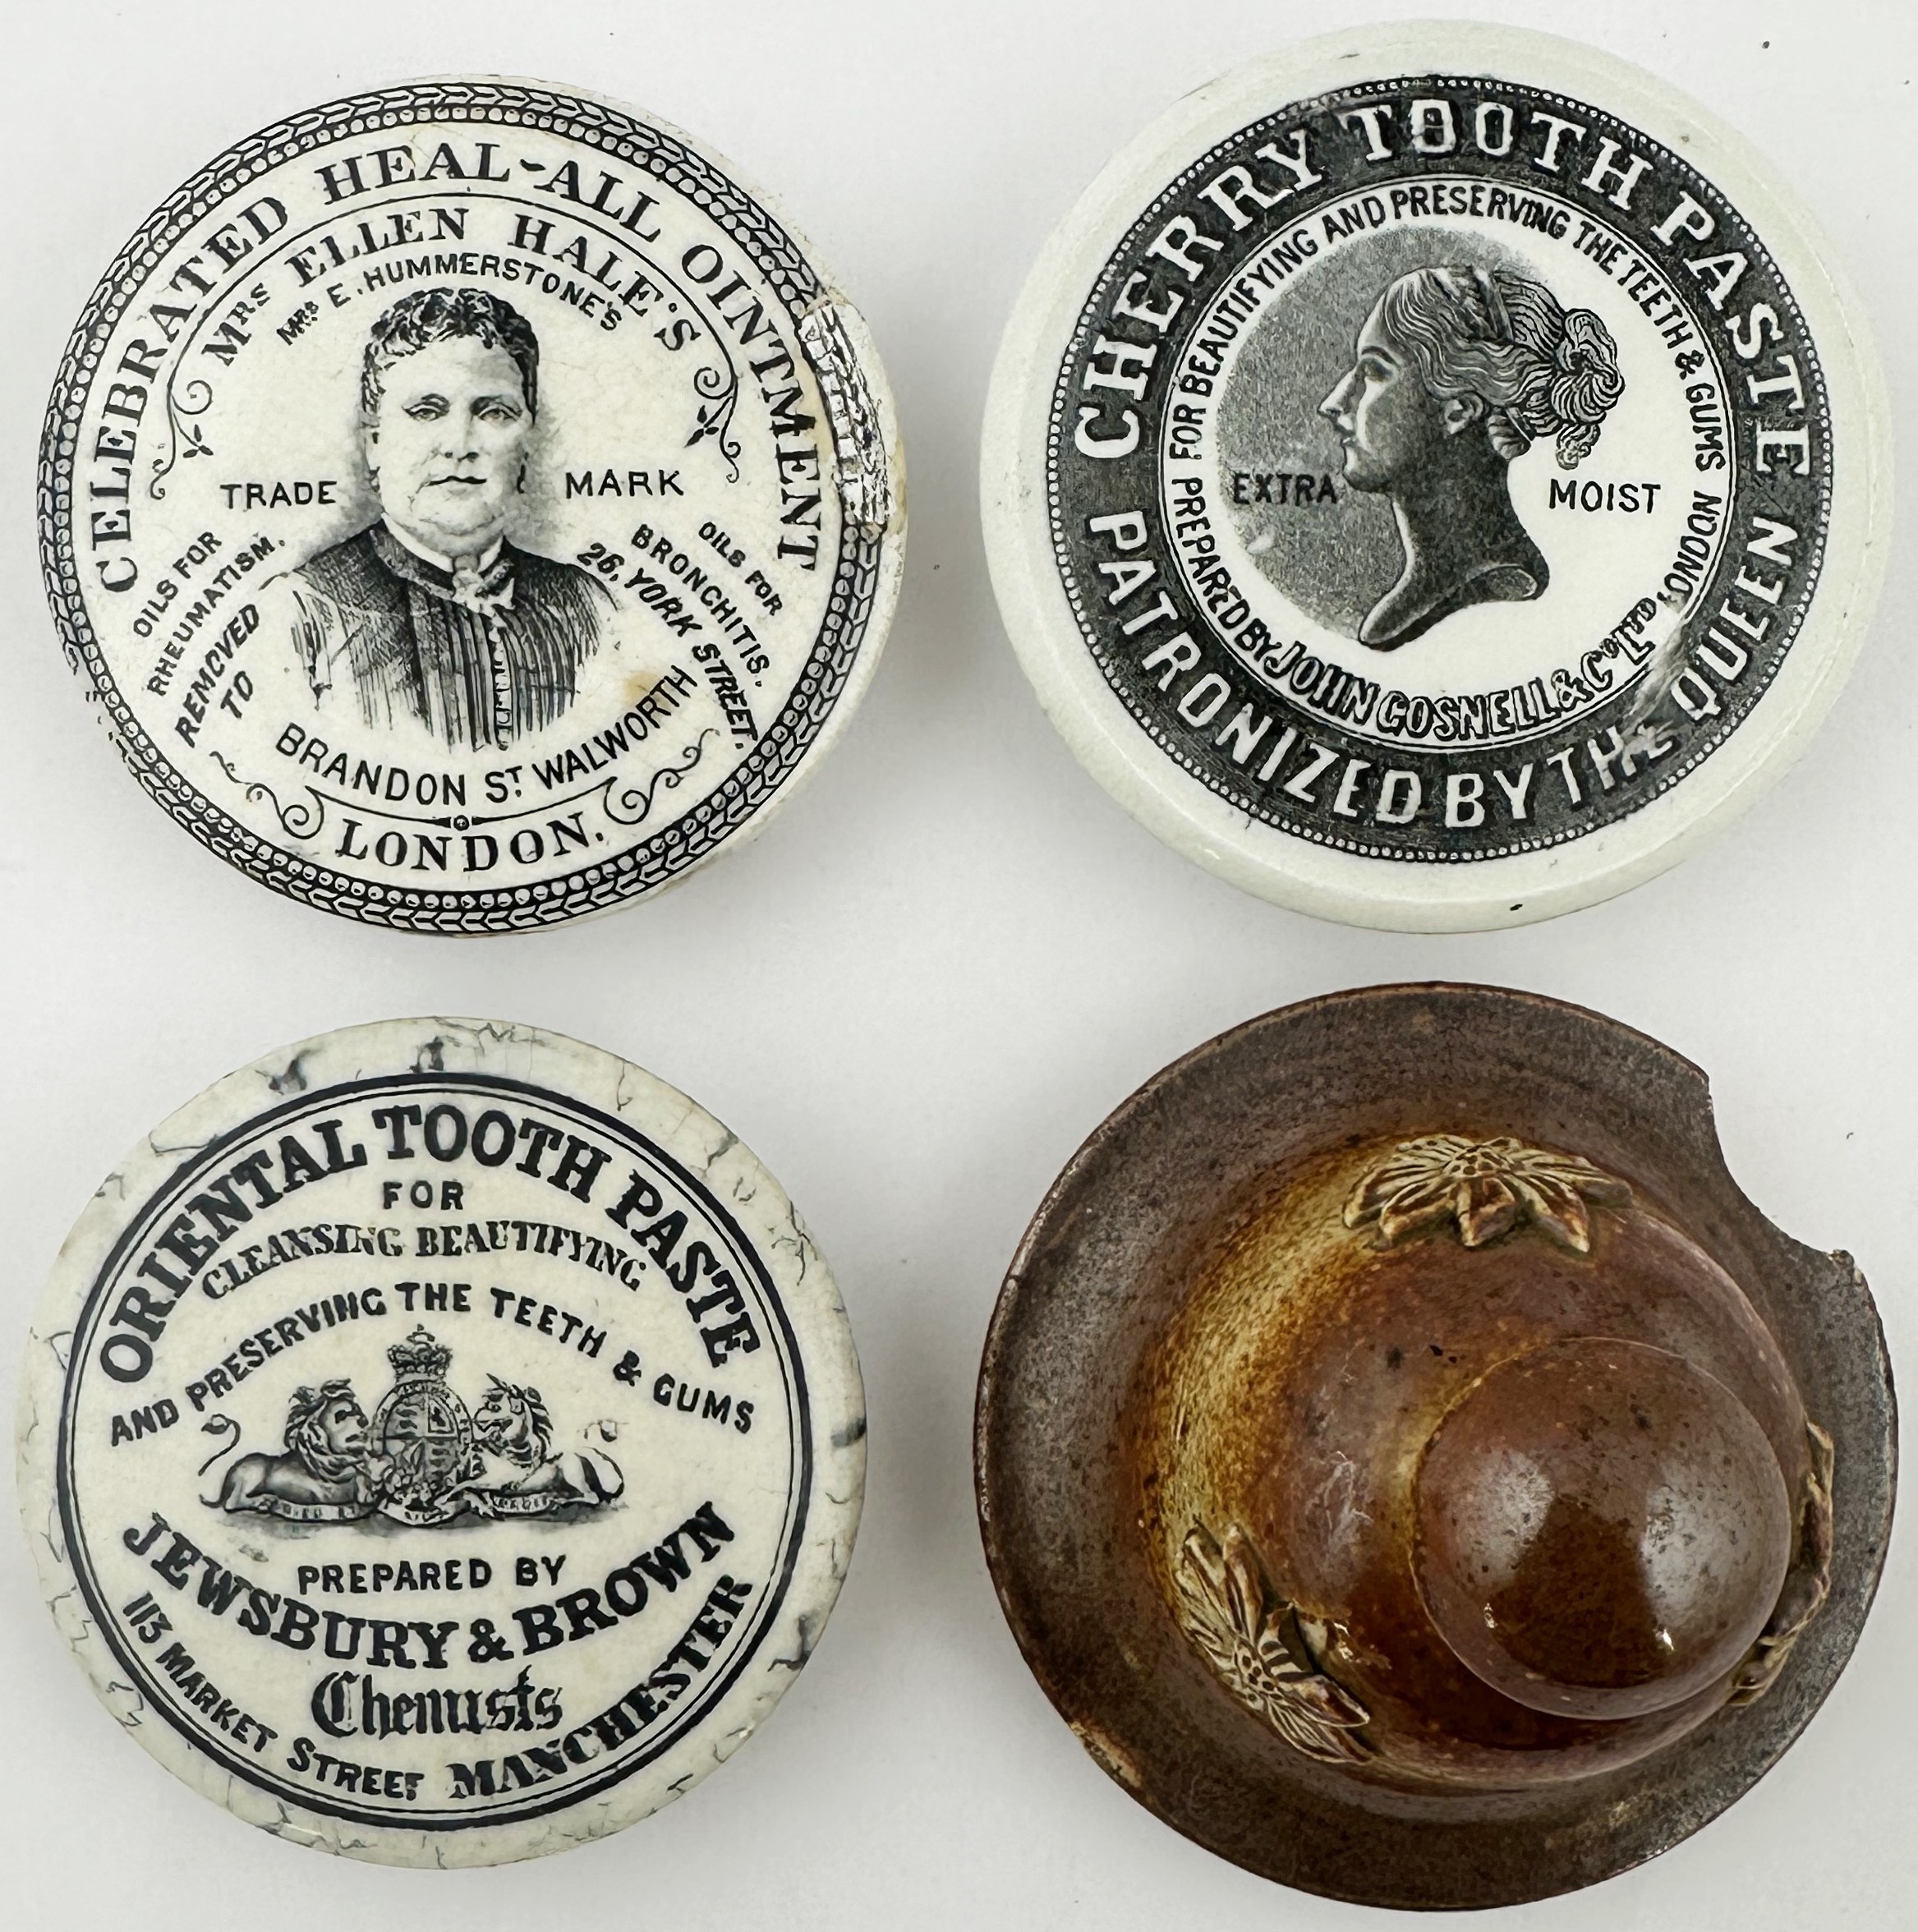 CELEBRATED HEAL-ALL OINTMENT
MRS ELLEN HALE'S
MRS E. HUMMERSTONE'S
TRADE MARK
OILS FOR
RHEUMATISM.
OILS FOR
BRONCHITIS.
REMOVED
TO
26, YORK STREET.
BRANDON ST WALWORTH
LONDON.
CHERRY TOOTH PASTE
FOR BEAUTIFYING AND PRESERVING THE TEETH & GUMS
EXTRA MOIST
PREPARED BY JOHN GOSNELL & Co LTD, LONDON
PATRONIZED BY THE QUEEN
ORIENTAL TOOTH PASTE
FOR
CLEANSING BEAUTIFYING
AND PRESERVING THE TEETH & GUMS
PREPARED BY
JEWSBURY & BROWN
Chemists
113 MARKET STREET MANCHESTER